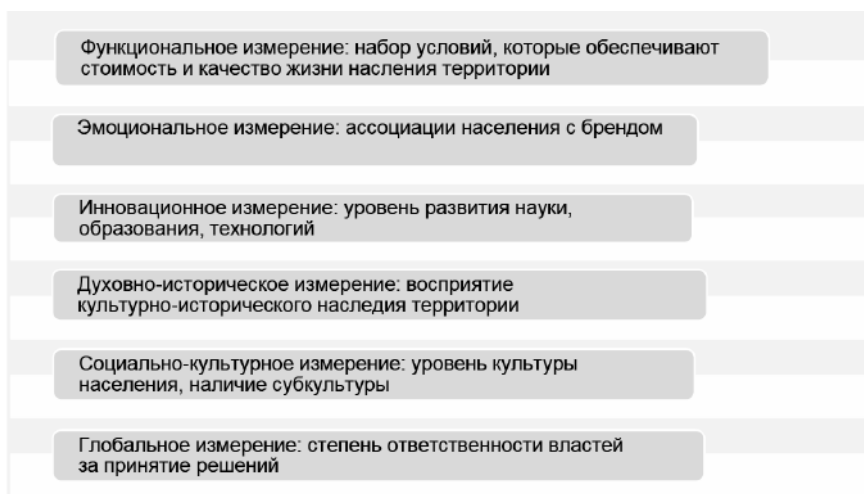 Функциональное измерение: набор условий, которые обеспечивают
стоимость и качество жизни насления территории
Эмоциональное измерение: ассоциации населения с брендом
Инновационное измерение: уровень развития науки,
образования, технологий
Духовно-историческое измерение: восприятие
культурно-исторического наследия территории
Социально-культурное измерение: уровень культуры
населения, наличие субкультуры
Глобальное измерение: степень ответственности властей
за принятие решений